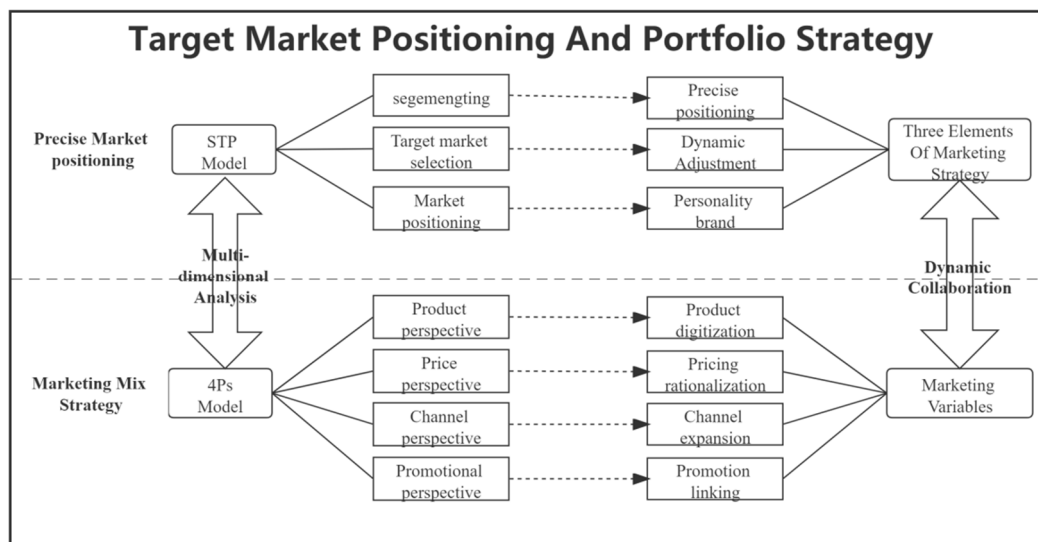 Target Market Positioning And Portfolio Strategy
segemengting
Precise
positioning
Precise Market
positioning
STP
Model
Target market
selection
Dynamic
Adjustment
Three Elements
Of Marketing
Strategy
Market
positioning
Personality
brand
Multi-
dimensional
Analysis
Dynamic
Collaboration
Product
perspective
Product
digitization
Marketing Mix
Strategy
4Ps
Model
Price
perspective
Pricing
rationalization
Marketing
Variables
Channel
perspective
Channel
expansion
Promotional
perspective
Promotion
linking